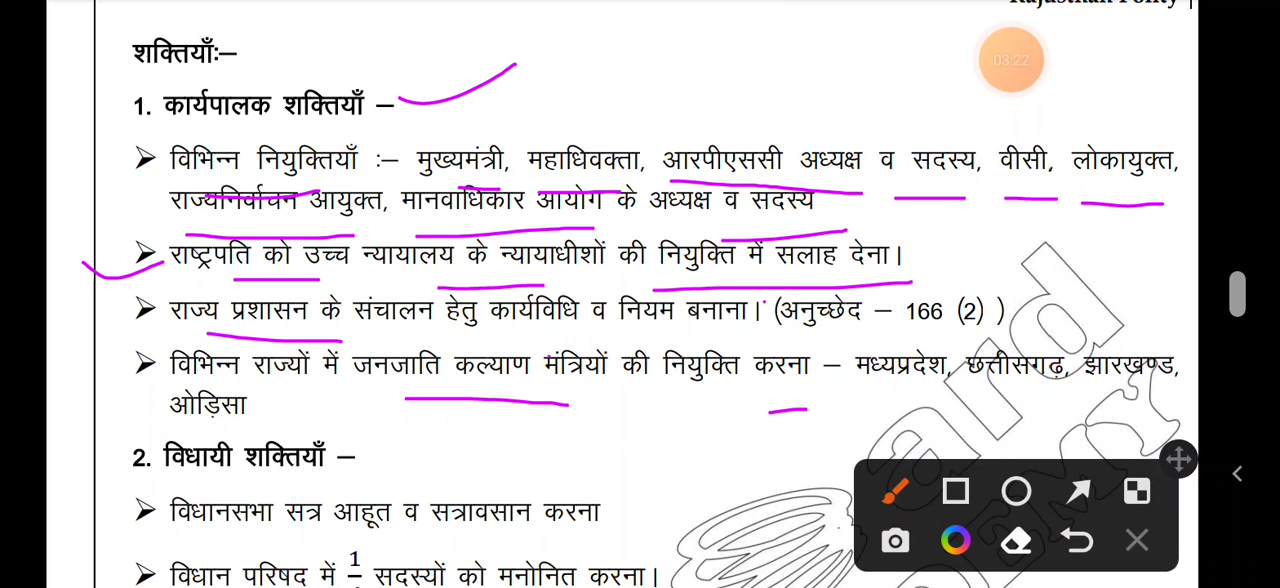 Rajasthan Polity
शक्तियाँः–
1. कार्यपालक शक्तियाँ –
➢ विभिन्न नियुक्तियाँ :– मुख्यमंत्री, महाधिवक्ता, आरपीएससी अध्यक्ष व सदस्य, वीसी, लोकायुक्त,
राज्यनिर्वाचन आयुक्त, मानवाधिकार आयोग के अध्यक्ष व सदस्य
➢ राष्ट्रपति को उच्च न्यायालय के न्यायाधीशों की नियुक्ति में सलाह देना।
➢ राज्य प्रशासन के संचालन हेतु कार्यविधि व नियम बनाना। (अनुच्छेद – 166 (2) )
➢ विभिन्न राज्यों में जनजाति कल्याण मंत्रियों की नियुक्ति करना – मध्यप्रदेश, छत्तीसगढ़, झारखण्ड,
ओड़िसा
2. विधायी शक्तियाँ –
➢ विधानसभा सत्र आहूत व सत्रावसान करना
➢ विधान परिषद में 1 सदस्यों को मनोनित करना।
03:22